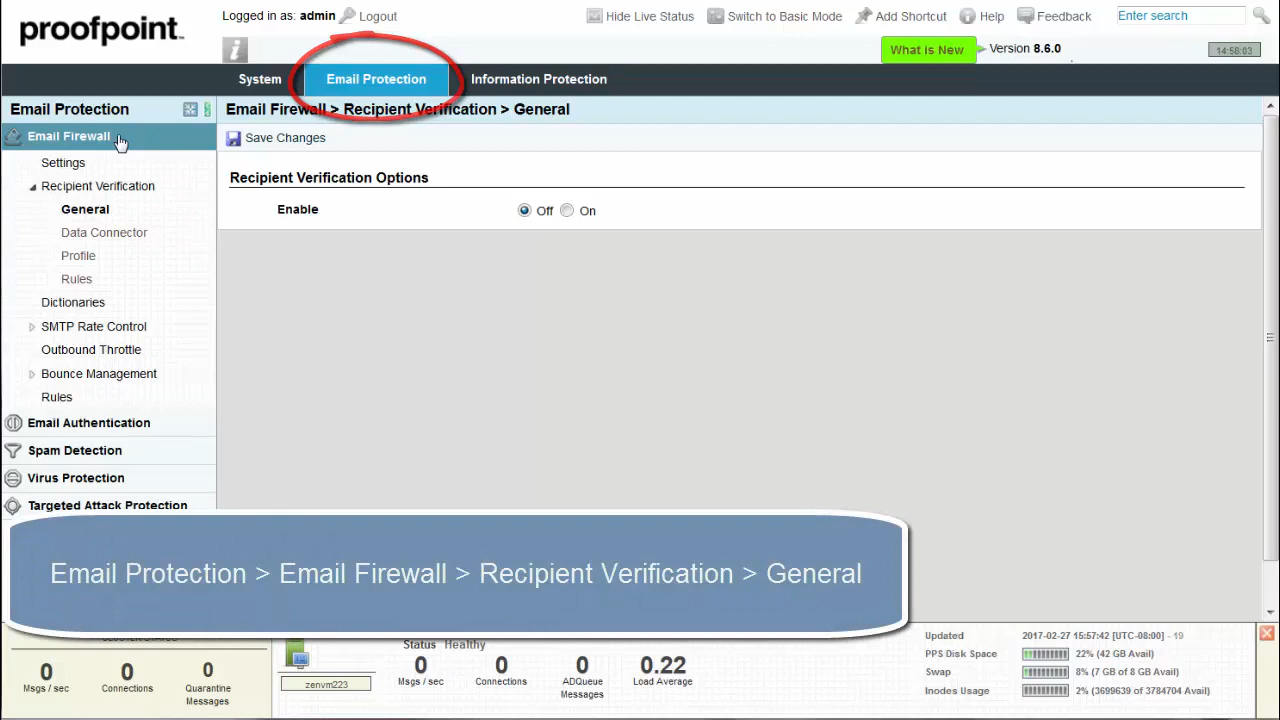 proofpoint
Logged in as: admin Logout
Hide Live Status Switch to Basic Mode Add Shortcut Help Feedback Enter search
What is New Version 8.6.0 14:58:03
System Email Protection Information Protection
Email Protection
Email Firewall > Recipient Verification > General
Email Firewall
Save Changes
Settings
Recipient Verification
Recipient Verification Options
General
Enable Off On
Data Connector
Profile
Rules
Dictionaries
SMTP Rate Control
Outbound Throttle
Bounce Management
Rules
Email Authentication
Spam Detection
Virus Protection
Targeted Attack Protection
Email Protection > Email Firewall > Recipient Verification > General
0 0 0
Msgs / sec Connections Quarantine
Messages
zenvm223
Status Healthy
0 0 0 0.22
Msgs / sec Connections ADQueue Load Average
Messages
Updated 2017-02-27 15:57:42 [UTC-08:00] - 19
PPS Disk Space 22% (42 GB Avail)
Swap 8% (7 GB of 8 GB Avail)
Inodes Usage 2% (3699639 of 3784704 Avail)